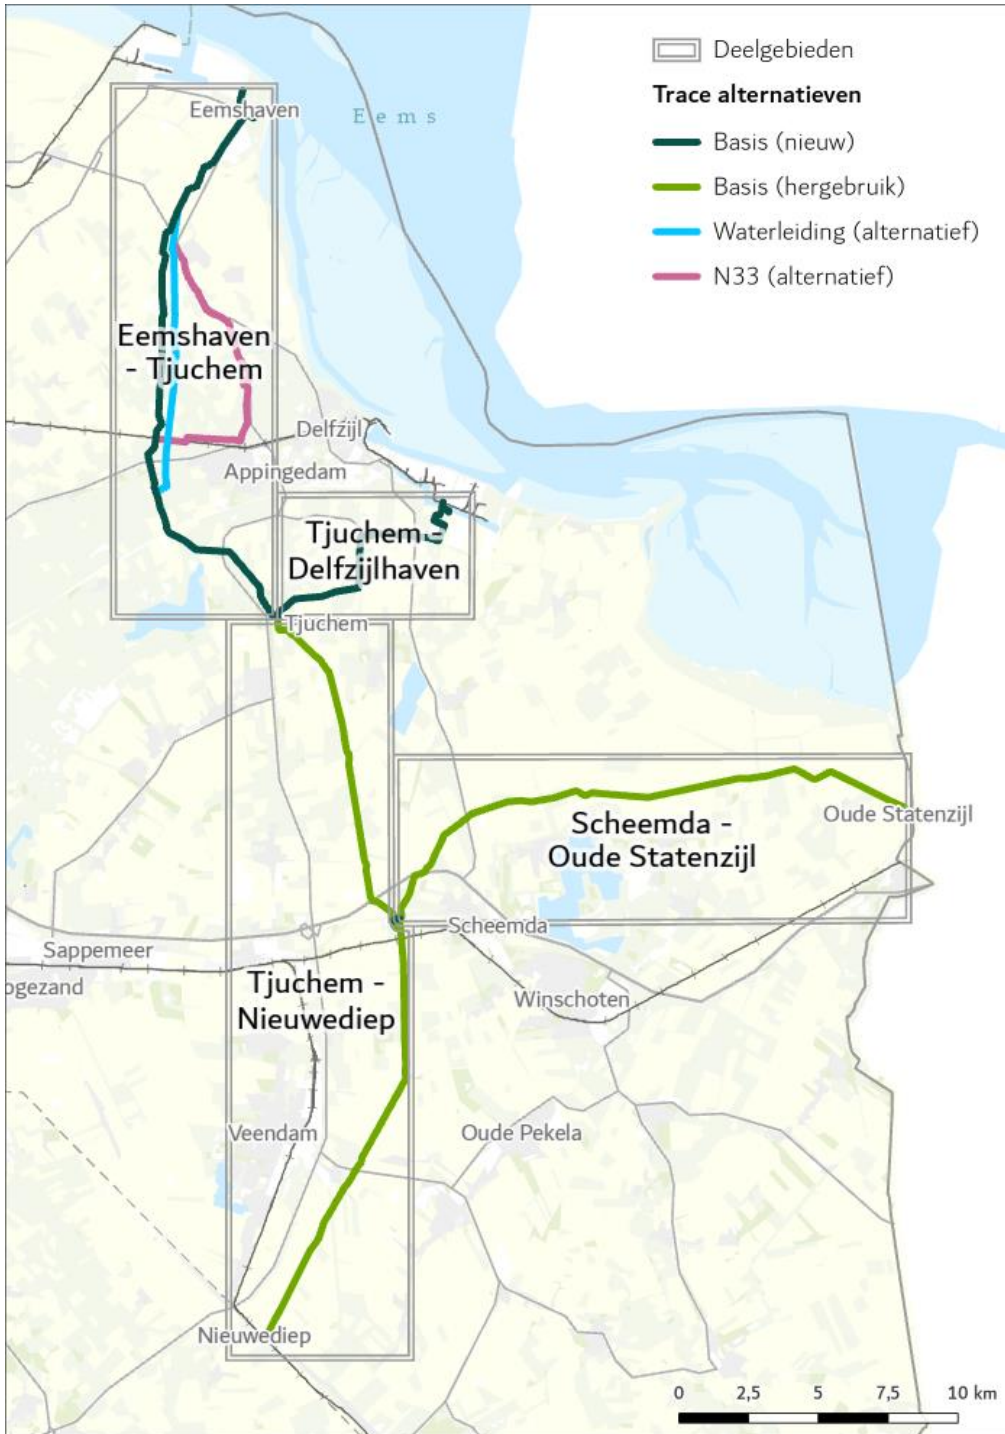 Deelgebieden
Trace alternatieven
Basis (nieuw)
Basis (hergebruik)
Waterleiding (alternatief)
N33 (alternatief)
Eemshaven
Eems
Eemshaven
- Tjuchem
Delfzijl
Appingedam
Tjuchem -
Delfzijlhaven
Tjuchem
Scheemda -
Oude Statenzijl
Oude Statenzijl
Scheemda
Sappemeer
ogezand
Tjuchem -
Nieuwediep
Winschoten
Veendam
Oude Pekela
Nieuwediep
0 2,5 5 7,5 10 km